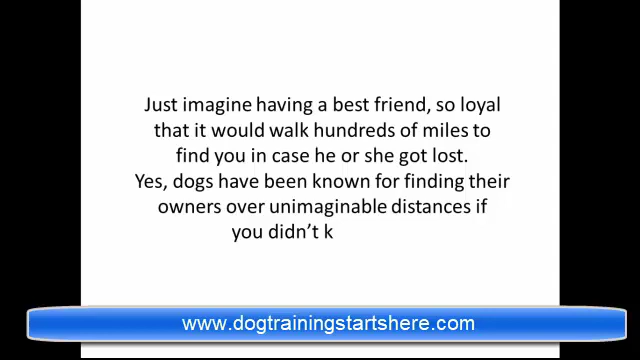 Just imagine having a best friend, so loyal
that it would walk hundreds of miles to
find you in case he or she got lost.
Yes, dogs have been known for finding their
owners over unimaginable distances if
you didn’t k
www.dogtrainingstartshere.com